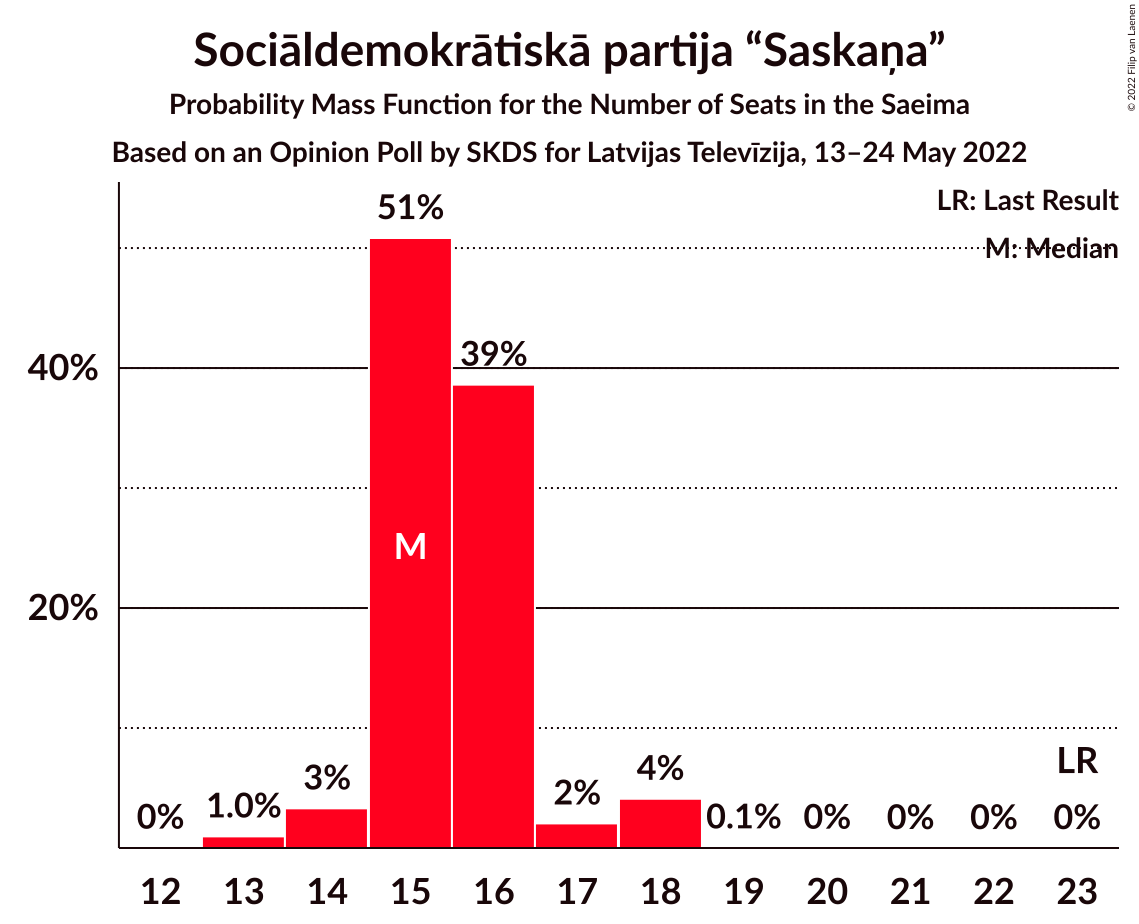 Sociāldemokrātiskā partija “Saskaņa”
Probability Mass Function for the Number of Seats in the Saeima
Based on an Opinion Poll by SKDS for Latvijas Televīzija, 13–24 May 2022
© 2022 Filip van Laenen
LR: Last Result
M: Median
51%
39%
40%
M
20%
LR
0% 1.0% 3% 2% 4% 0.1% 0% 0% 0% 0%
12 13 14 15 16 17 18 19 20 21 22 23